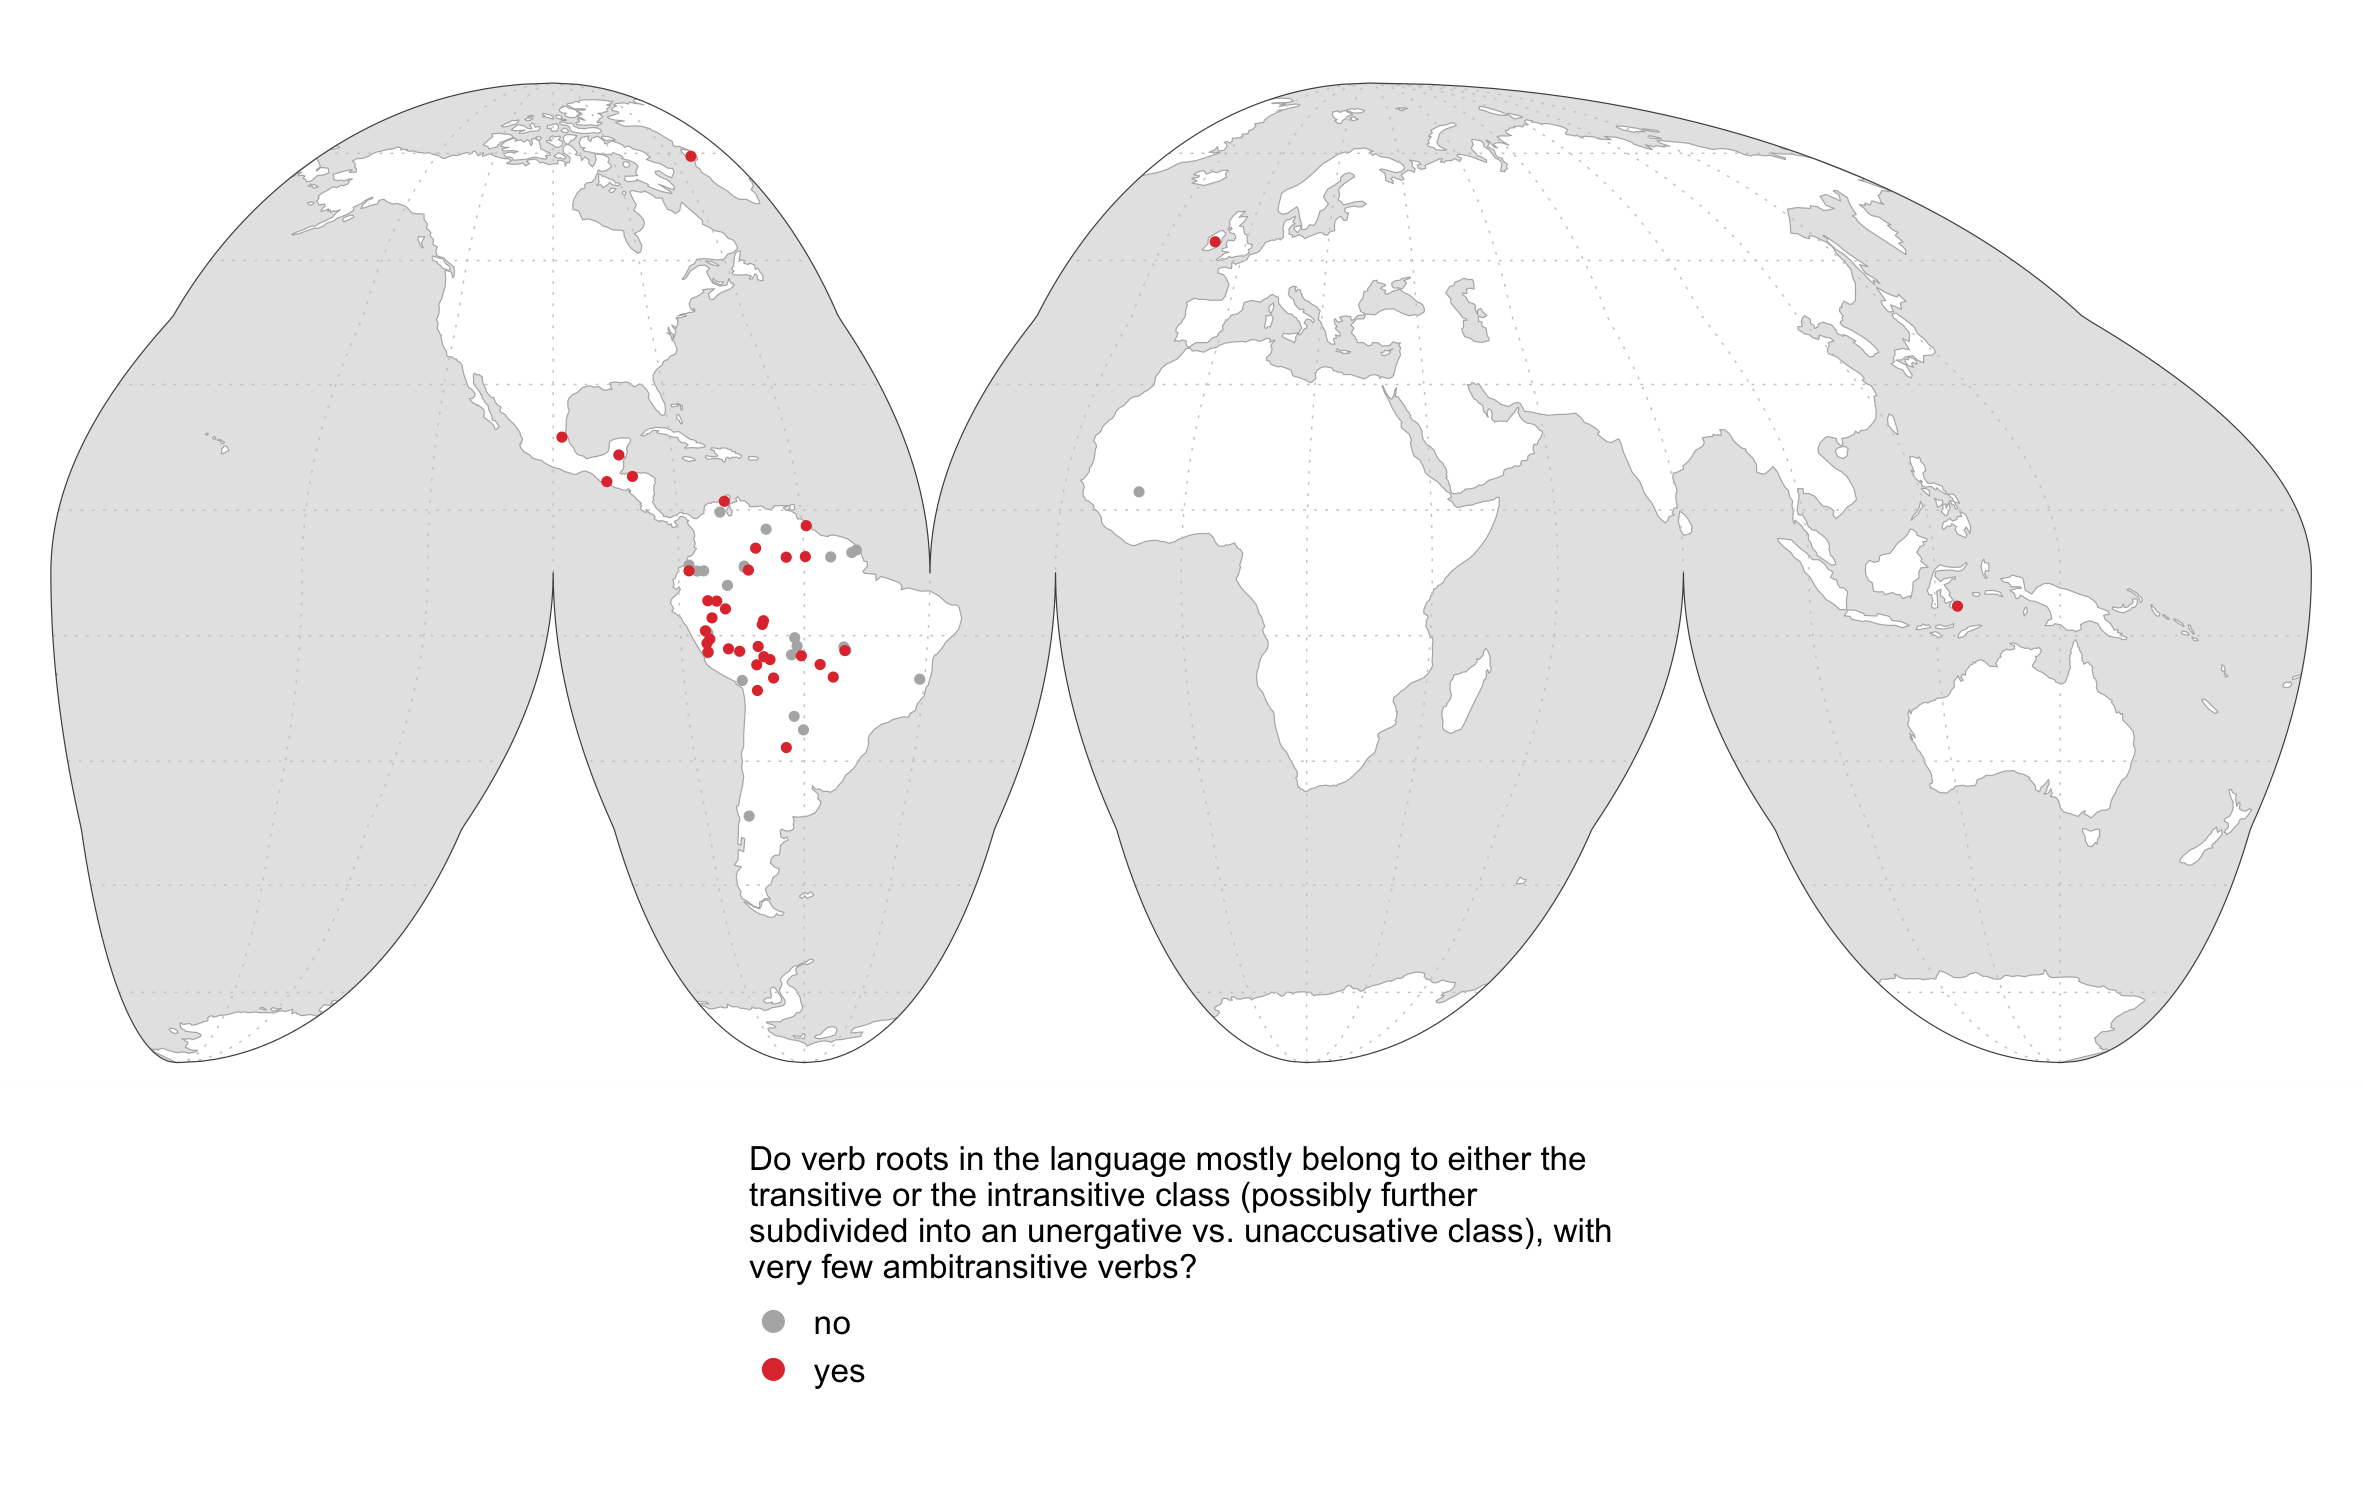 Do verb roots in the language mostly belong to either the
transitive or the intransitive class (possibly further
subdivided into an unergative vs. unaccusative class), with
very few ambitransitive verbs?
no
yes